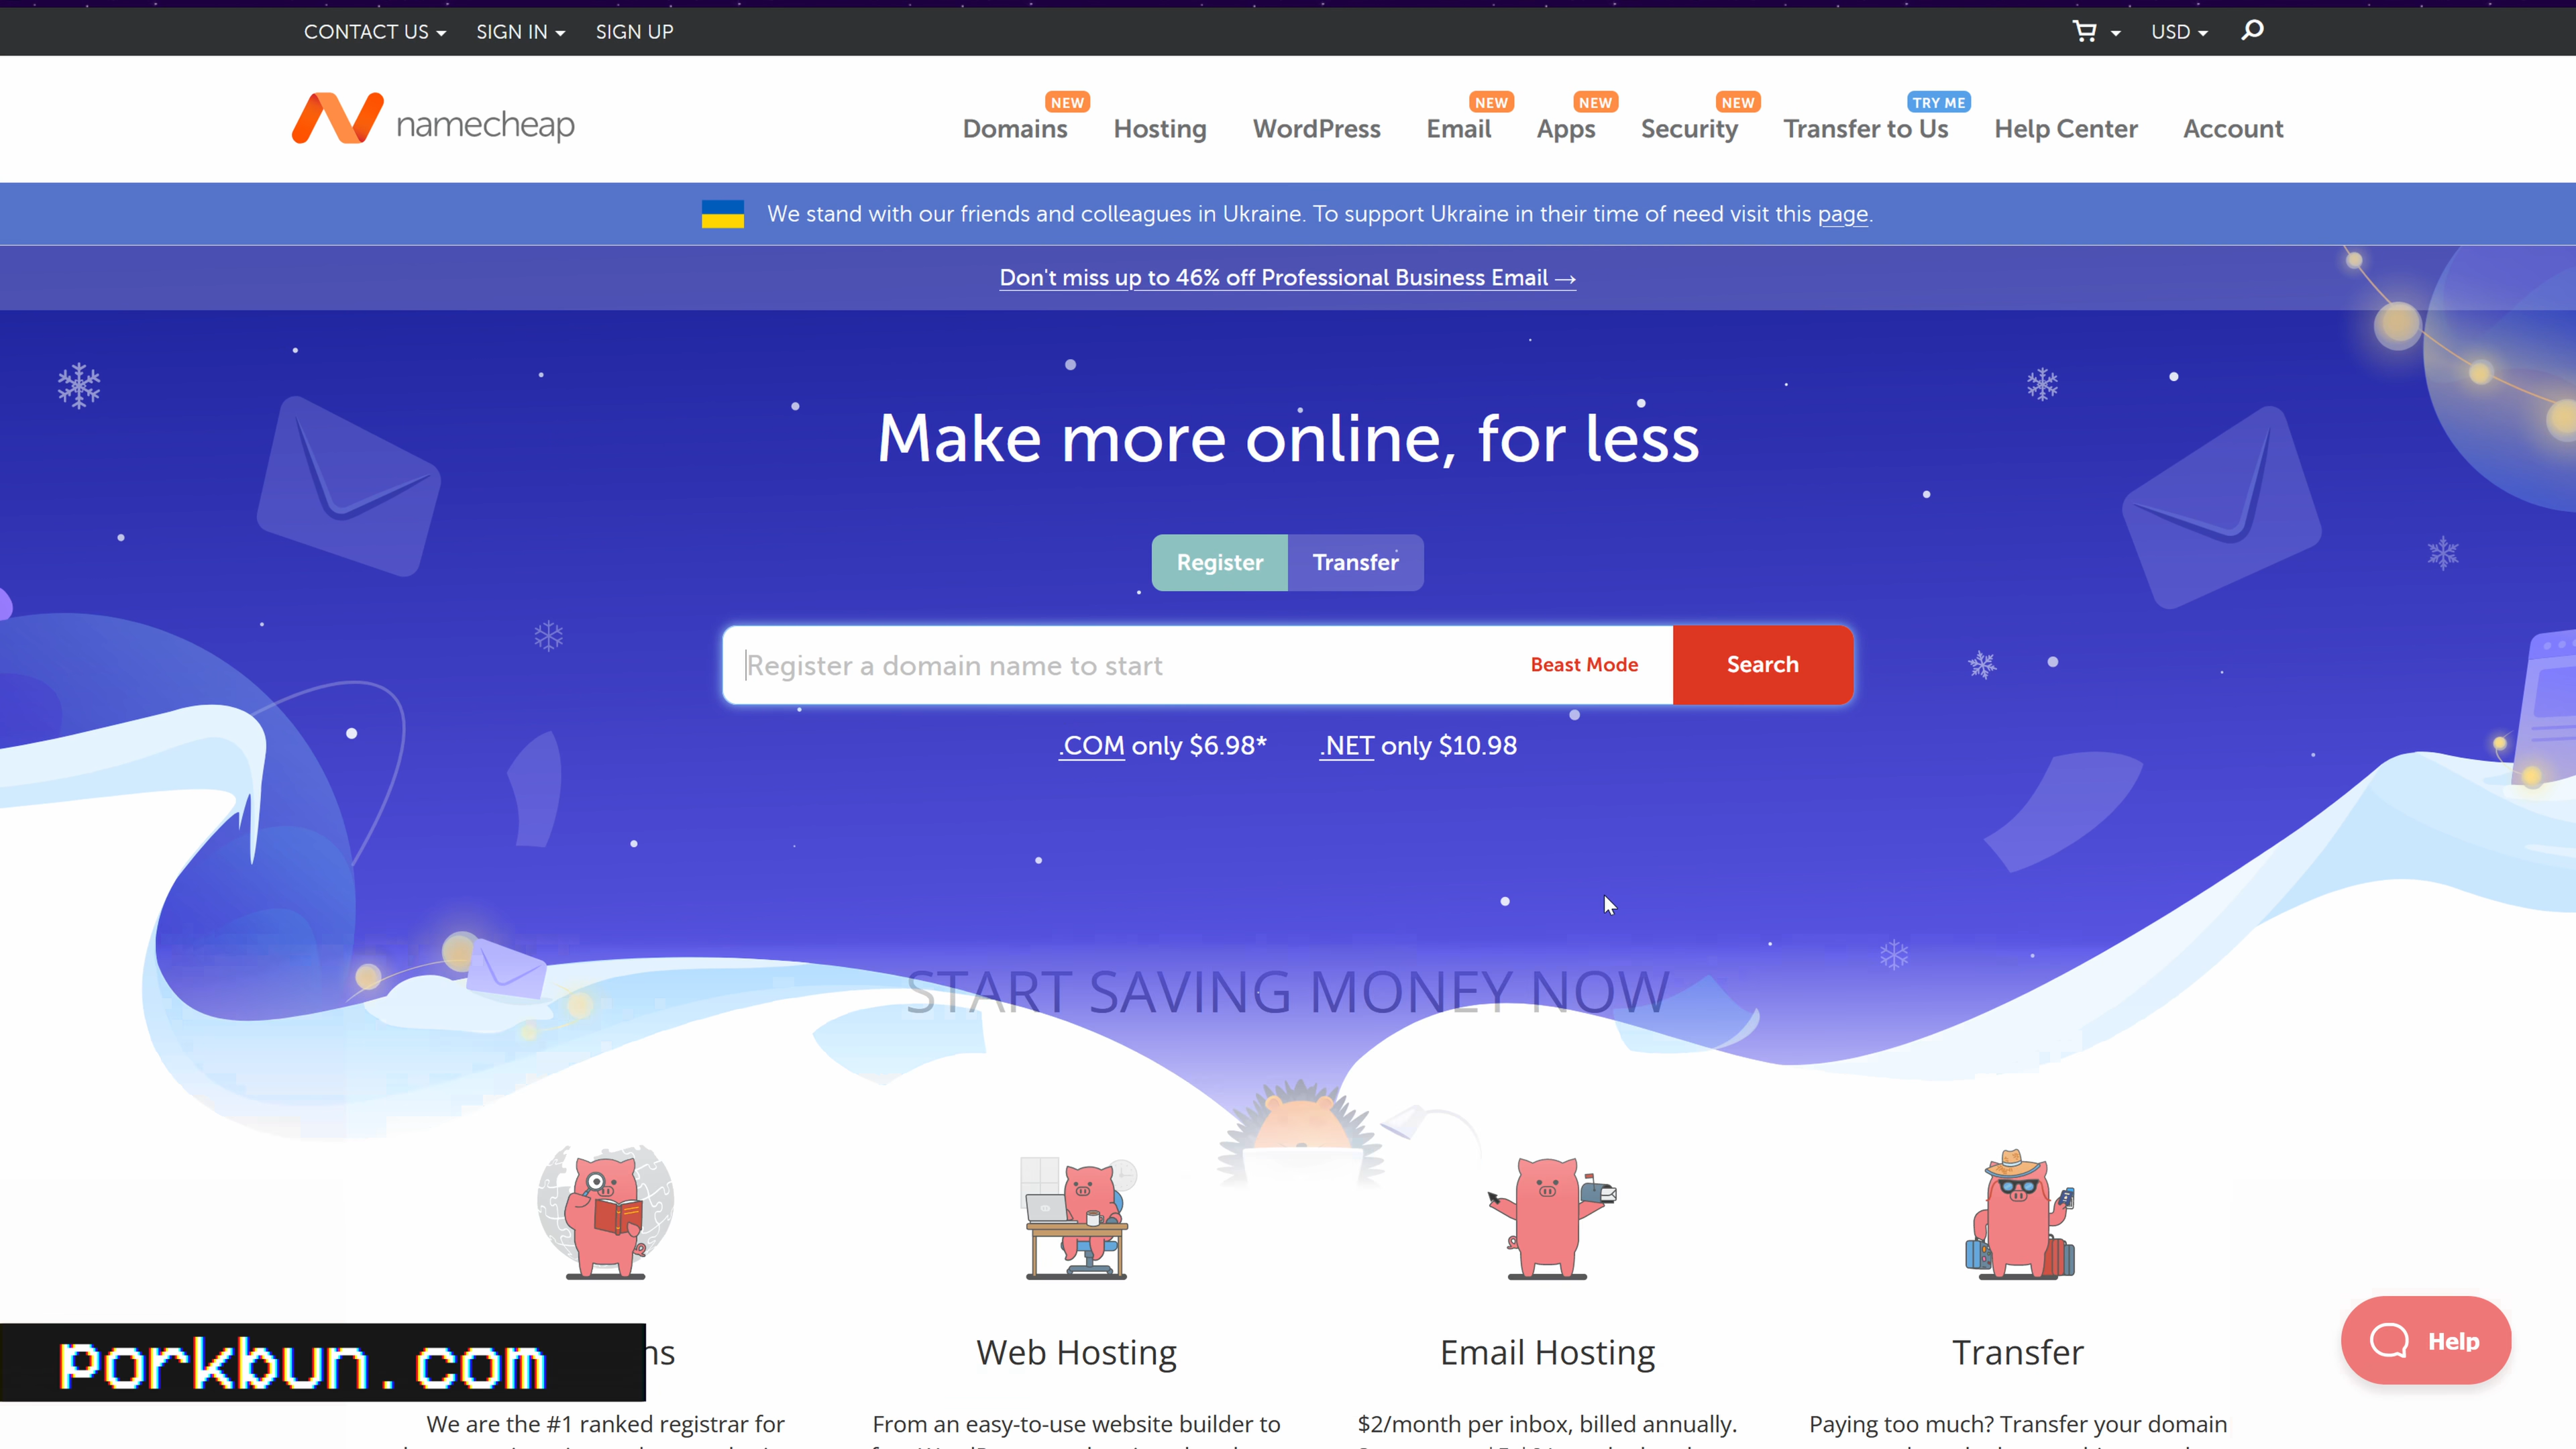 CONTACT US SIGN IN SIGN UP USD
namecheap
NEW NEW NEW NEW TRY ME
Domains Hosting WordPress Email Apps Security Transfer to Us Help Center Account
We stand with our friends and colleagues in Ukraine. To support Ukraine in their time of need visit this page.
Don't miss up to 46% off Professional Business Email →
Make more online, for less
Register Transfer
Register a domain name to start Beast Mode Search
.COM only $6.98* .NET only $10.98
START SAVING MONEY NOW
Help
porkbun.com
Web Hosting Email Hosting Transfer
We are the #1 ranked registrar for
From an easy-to-use website builder to
$2/month per inbox, billed annually.
Paying too much? Transfer your domain